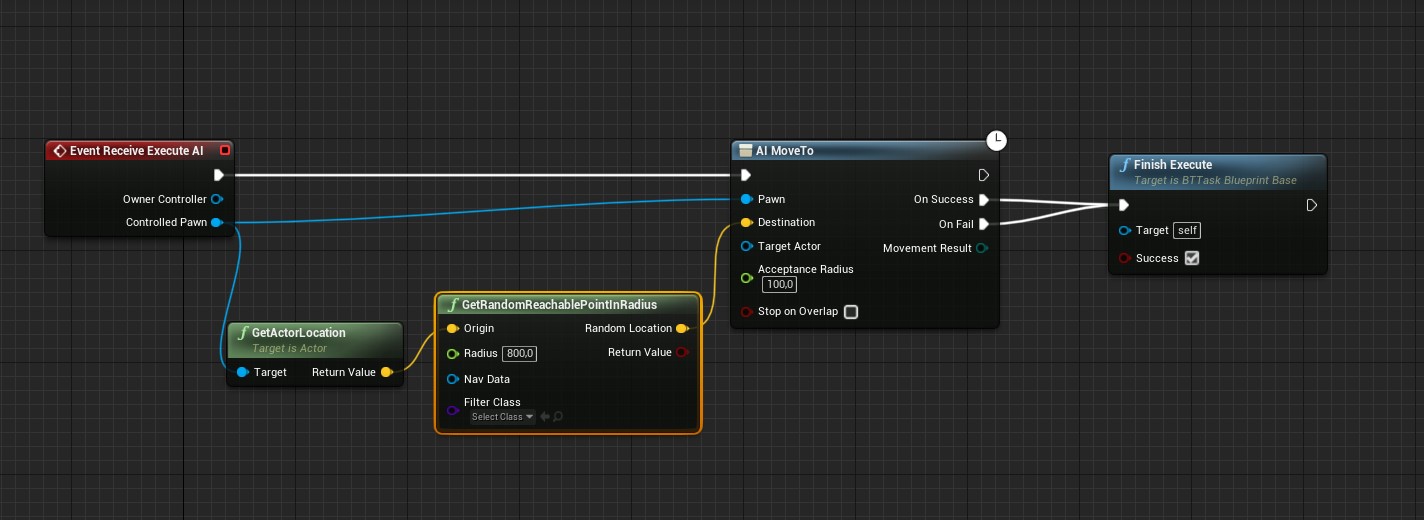 Event Receive Execute AI
Owner Controller
Controlled Pawn
GetActorLocation
Target is Actor
Target
Return Value
GetRandomReachablePointInRadius
Origin
Random Location
Radius 800,0
Return Value
Nav Data
Filter Class
Select Class
AI MoveTo
Pawn
On Success
Destination
On Fail
Target Actor
Movement Result
Acceptance Radius
100,0
Stop on Overlap
f Finish Execute
Target is BTTask Blueprint Base
Target self
Success